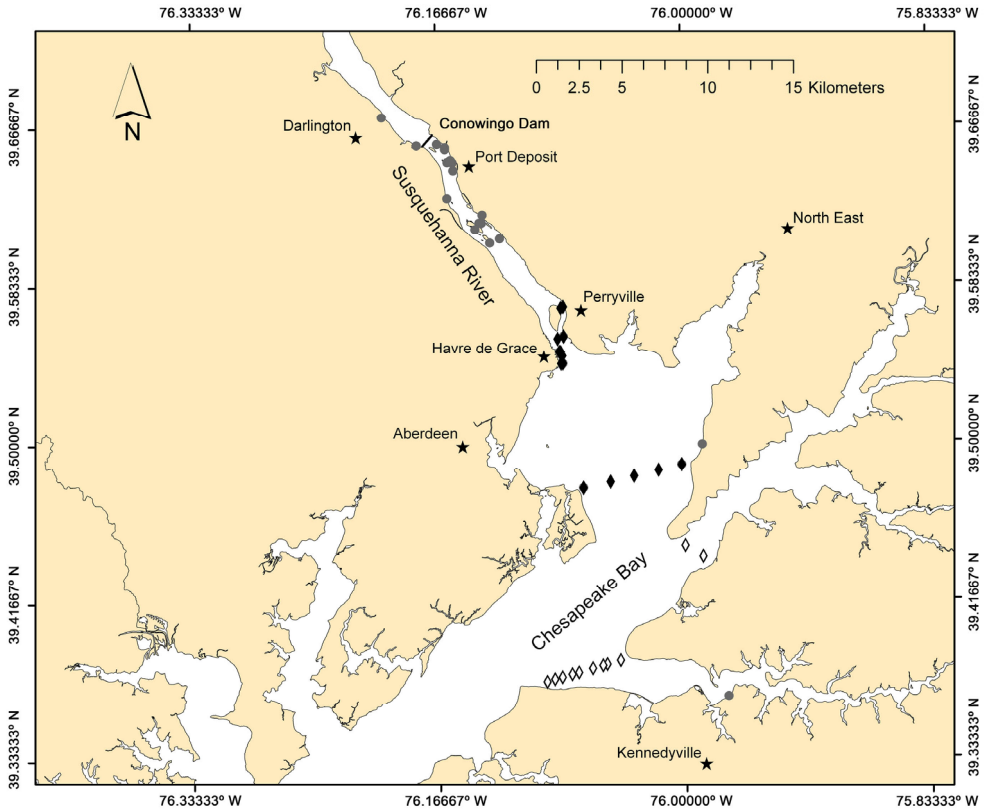 76.33333° W 76.16667° W 76.00000° W 75.83333° W
0 2.5 5 10 15 Kilometers
N
39.66667° N
39.66667° N
Darlington
Conowingo Dam
Port Deposit
Susquehanna River
North East
39.58333° N
39.58333° N
Perryville
Havre de Grace
Aberdeen
39.50000° N
39.50000° N
Chesapeake Bay
39.41667° N
39.41667° N
39.33333° N
39.33333° N
Kennedyville
76.33333° W 76.16667° W 76.00000° W 75.83333° W